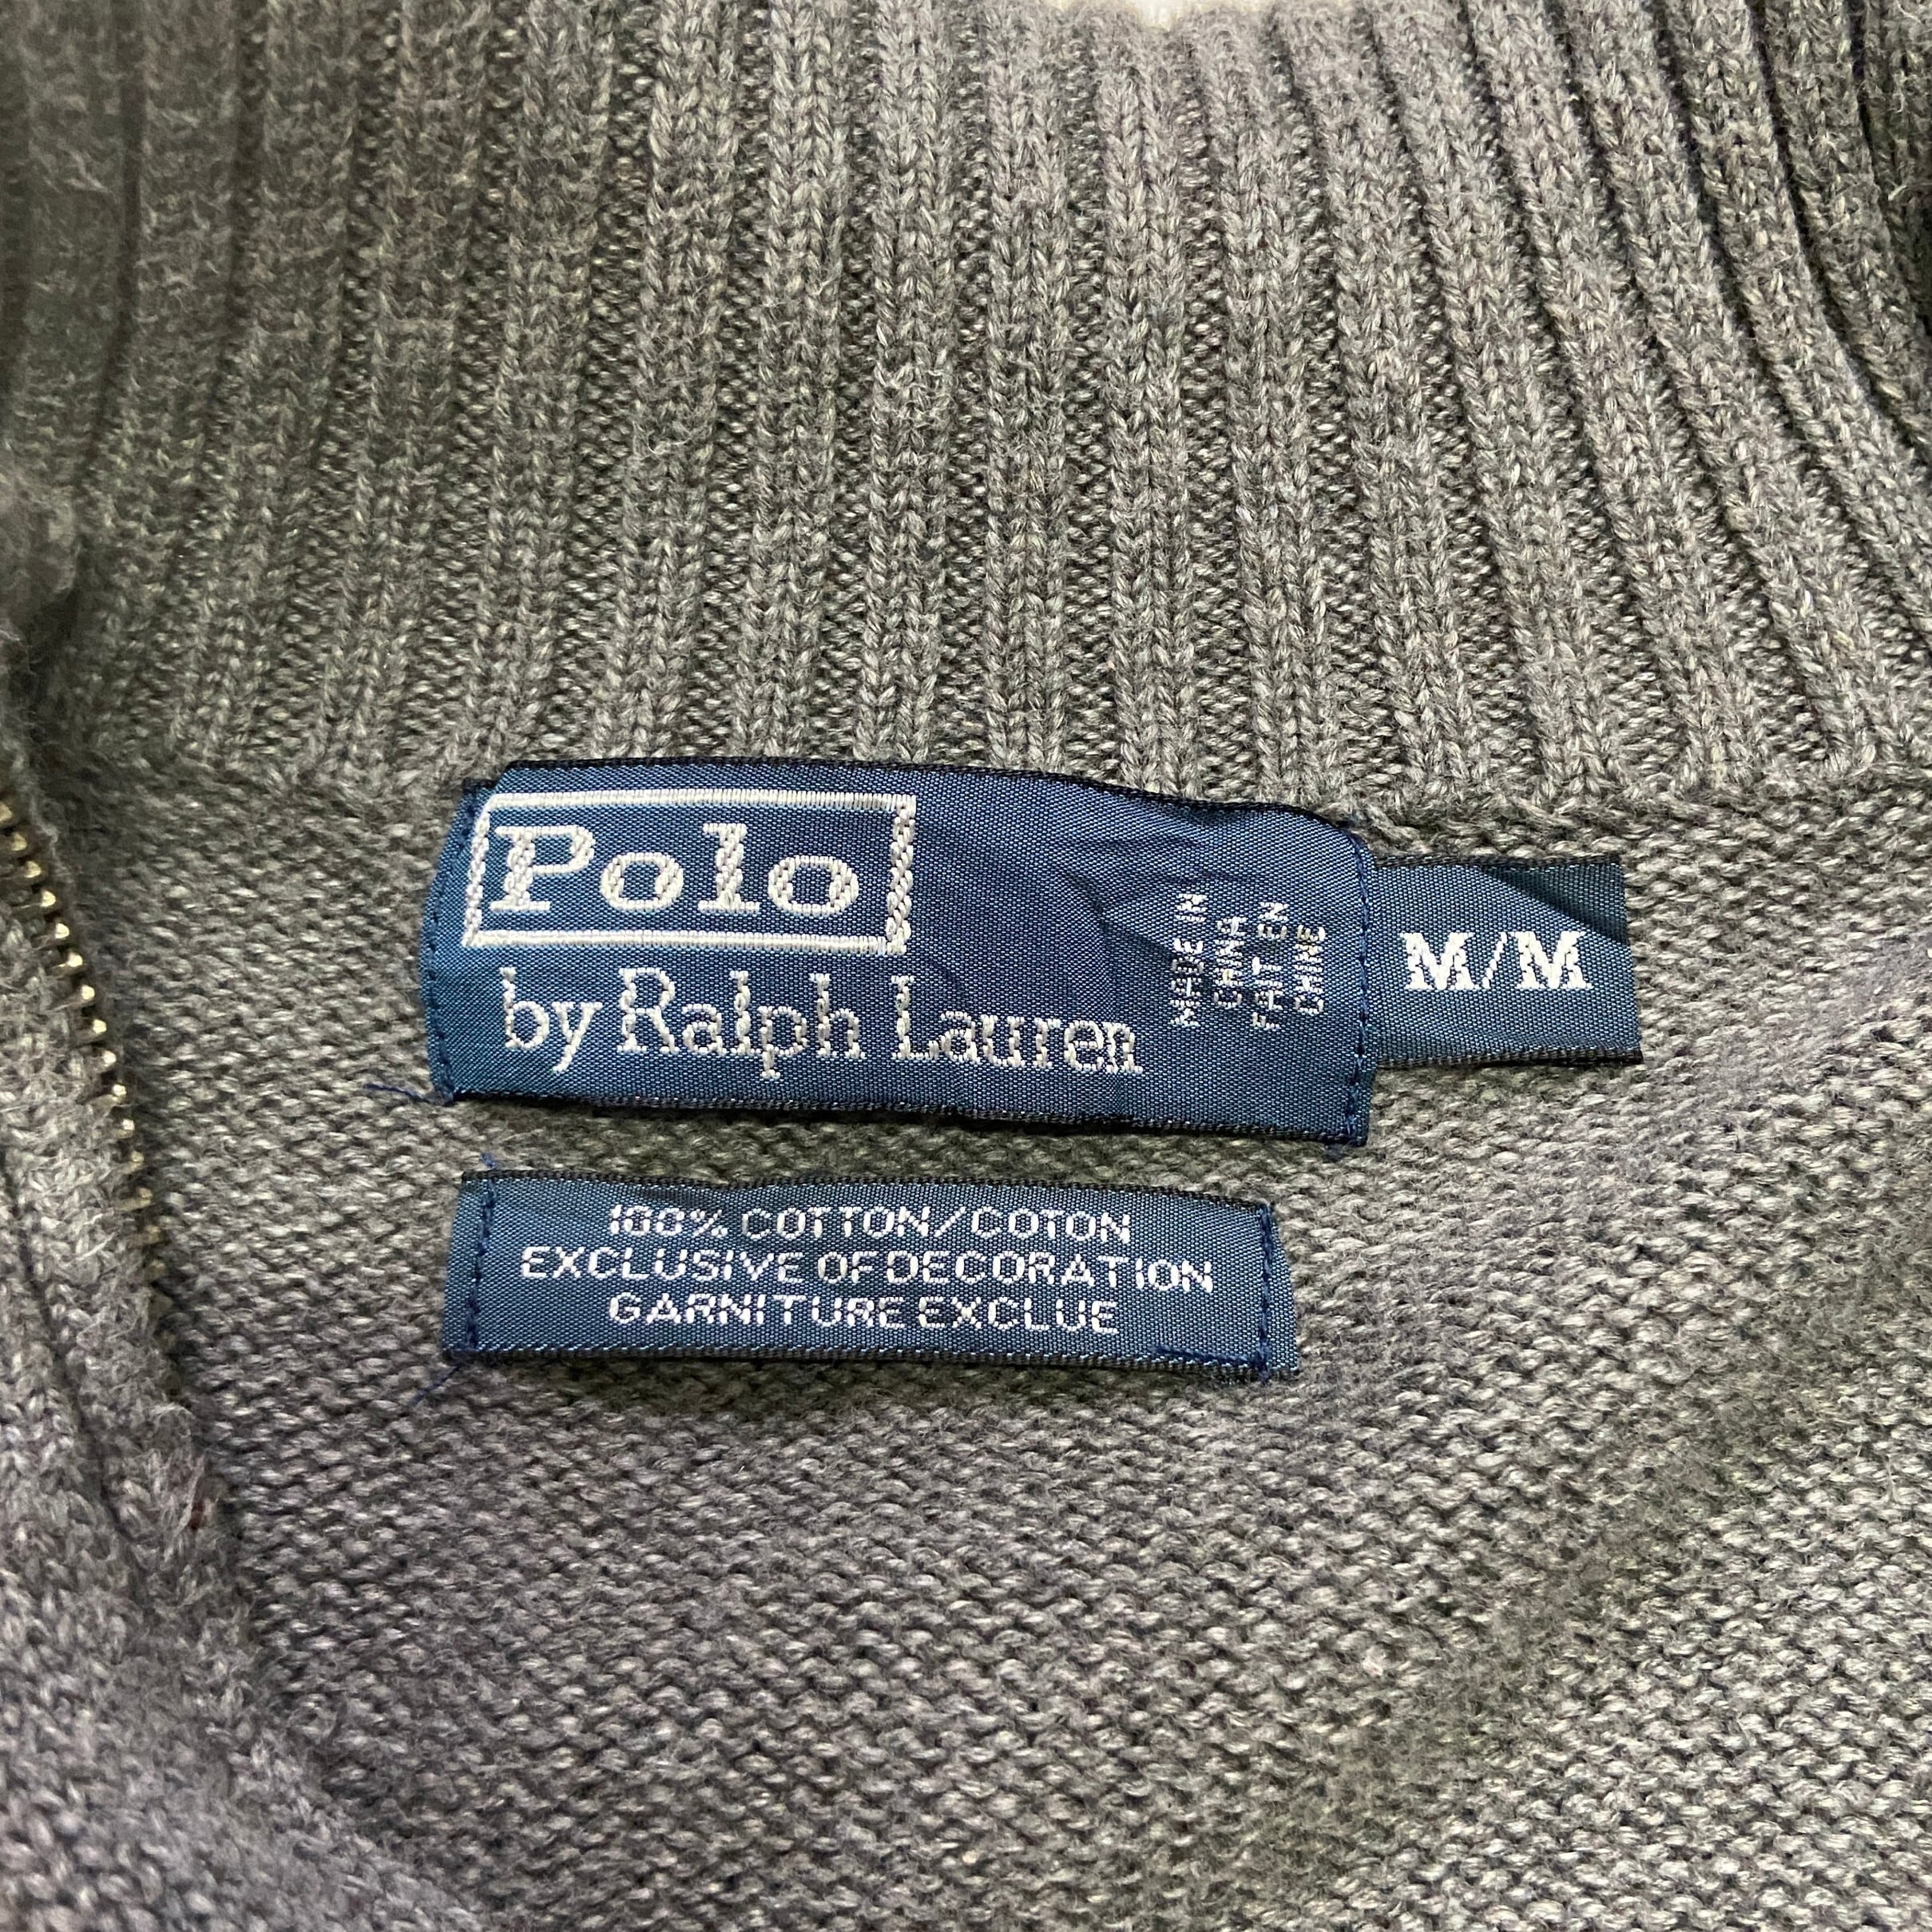 Polo
by Ralph Lauren
MADE IN
CHINA
FAIT EN
CHINE
M/M
100% COTTON/COTON
EXCLUSIVE OF DECORATION
GARNITURE EXCLUE